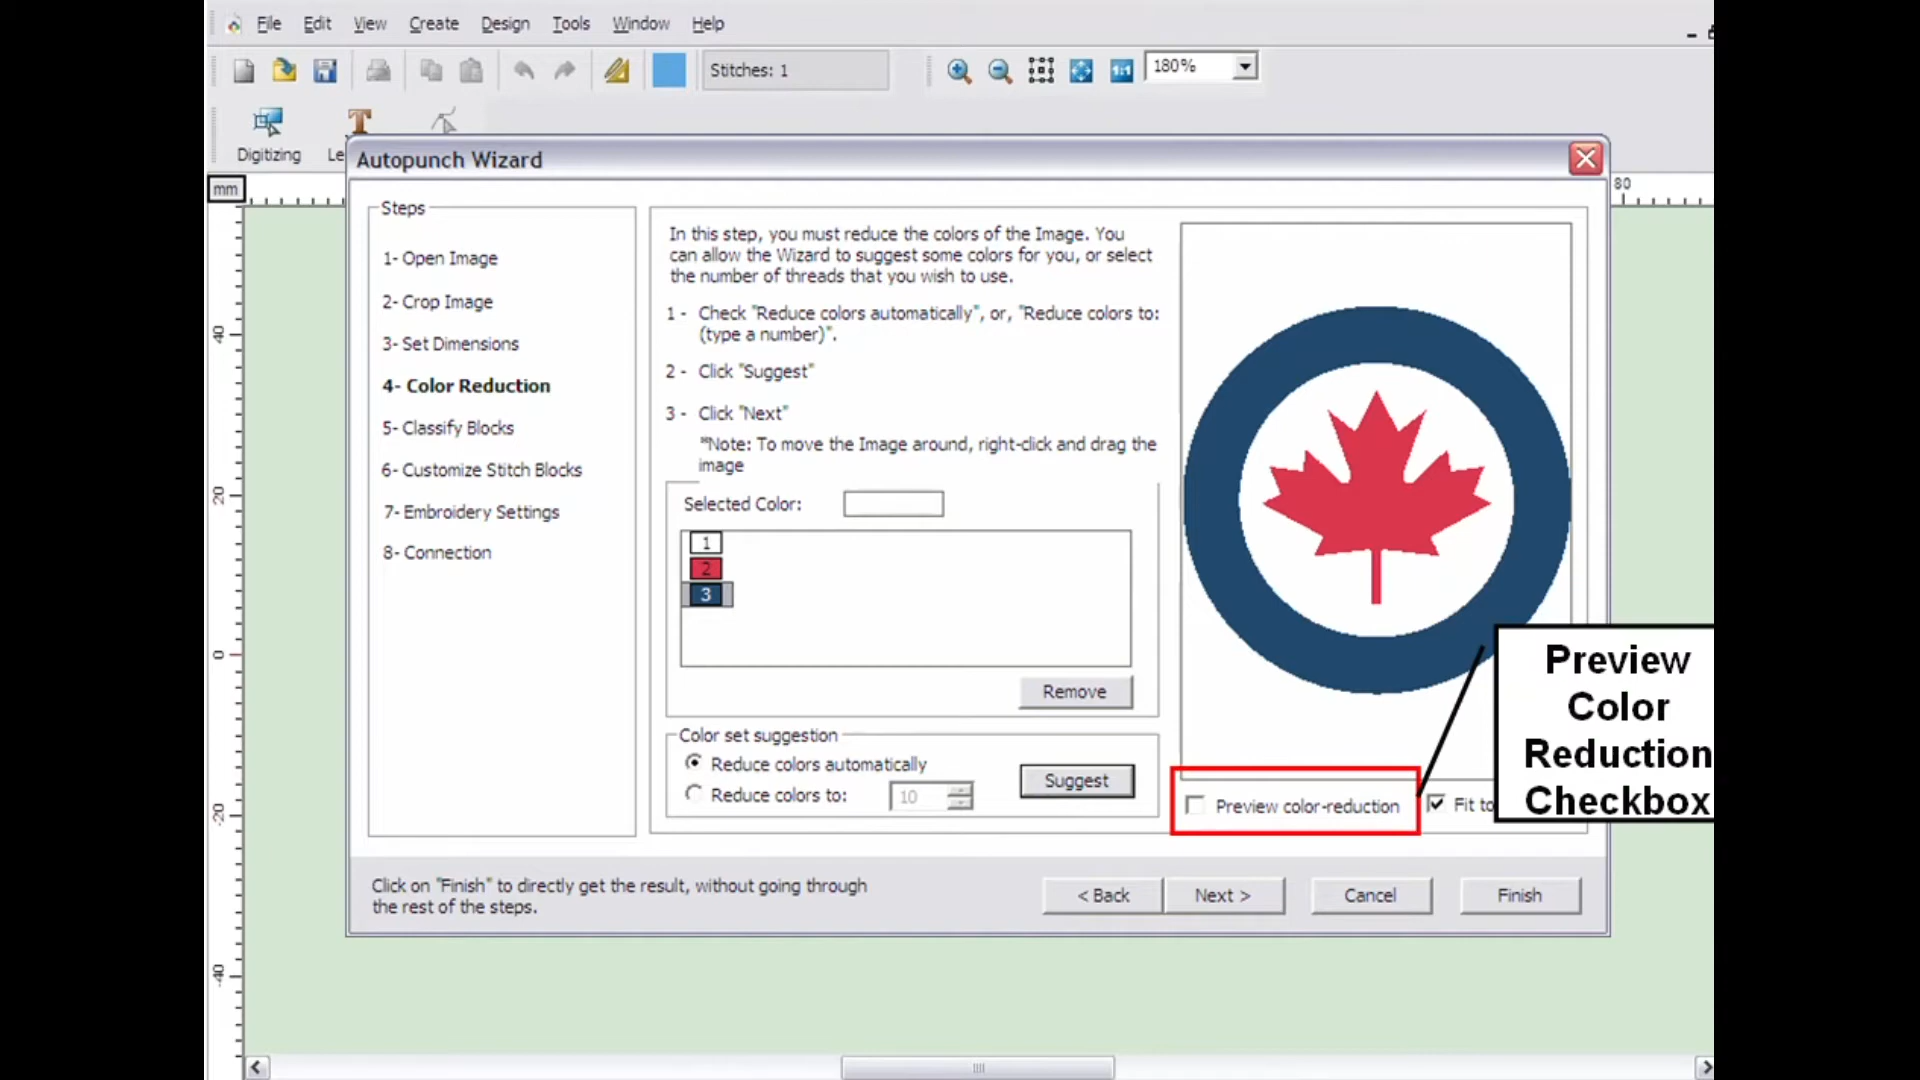 File Edit View Create Design Tools Window Help
Stitches: 1
180%
Digitizing
mm
80
Autopunch Wizard
Steps
1- Open Image
2- Crop Image
3- Set Dimensions
4- Color Reduction
5- Classify Blocks
6- Customize Stitch Blocks
7- Embroidery Settings
8- Connection
In this step, you must reduce the colors of the Image. You
can allow the Wizard to suggest some colors for you, or select
the number of threads that you wish to use.
1 - Check "Reduce colors automatically", or, "Reduce colors to:
(type a number)".
2 - Click "Suggest"
3 - Click "Next"
*Note: To move the Image around, right-click and drag the
image
Selected Color:
1
2
3
Remove
Color set suggestion
Reduce colors automatically
Reduce colors to: 10
Suggest
Preview color-reduction
Fit to
Preview
Color
Reduction
Checkbox
Click on "Finish" to directly get the result, without going through
the rest of the steps.
< Back Next > Cancel Finish
40
20
0
-20
-40